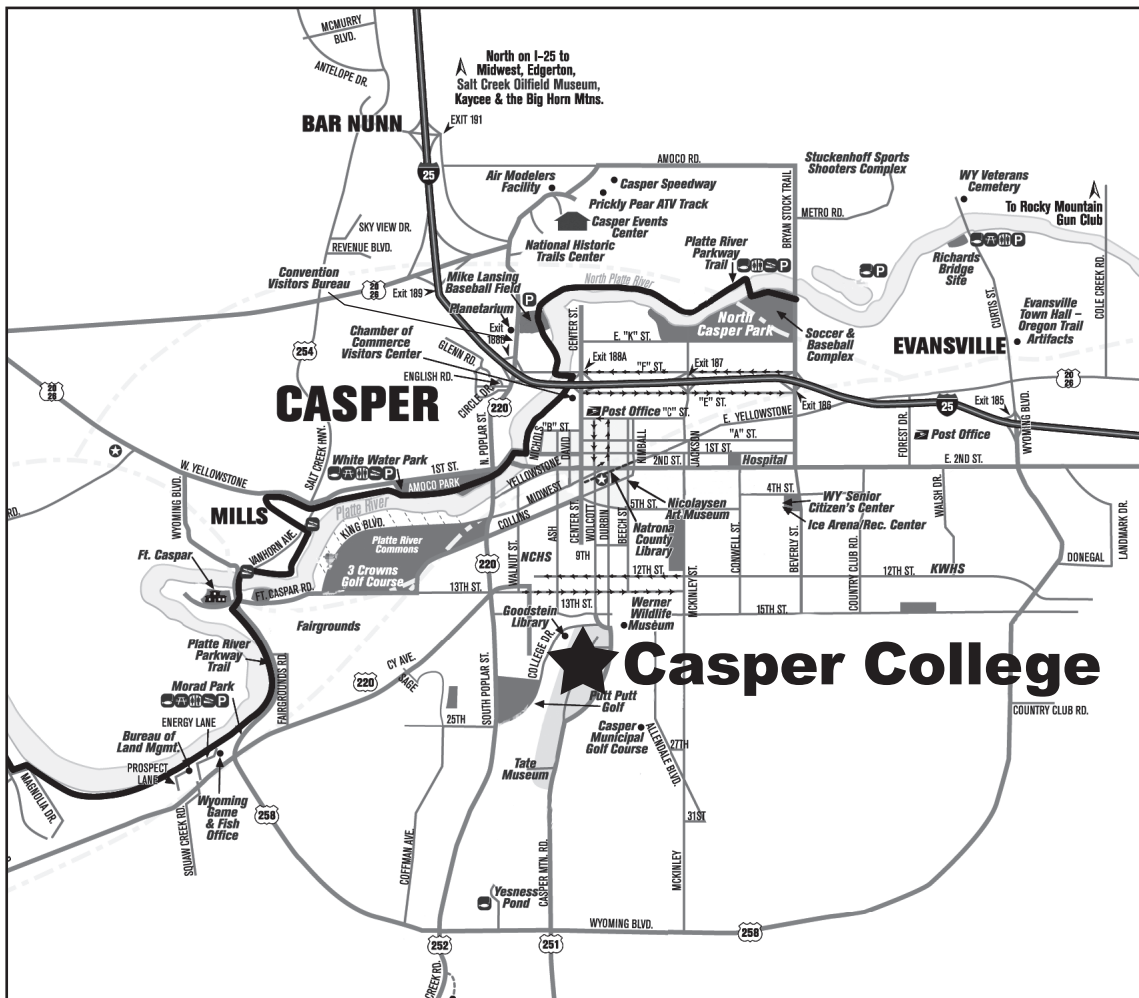 MCMURRY
BLVD.
ANTELOPE DR.
North on I-25 to
Midwest, Edgerton,
Salt Creek Oilfield Museum,
Kaycee & the Big Horn Mtns.
BAR NUNN
EXIT 191
25
AMOCO RD.
Stuckenhoff Sports
Shooters Complex
Air Modelers
Facility
Casper Speedway
Prickly Pear ATV Track
Casper Events
Center
BRYAN STOCK TRAIL
METRO RD.
WY Veterans
Cemetery
To Rocky Mountain
Gun Club
SKY VIEW DR.
REVENUE BLVD.
National Historic
Trails Center
Platte River
Parkway
Trail
P
P
Richards
Bridge
Site
P
COLE CREEK RD.
Convention
Visitors Bureau
20
26
Exit 189
Mike Lansing
Baseball Field
P
North Platte River
Planetarium
Exit
188B
CENTER ST.
North
Casper Park
Soccer &
Baseball
Complex
CURTIS ST.
Evansville
Town Hall –
Oregon Trail
Artifacts
Chamber of
Commerce
Visitors Center
254
GLENN RD.
ENGLISH RD.
CIRCLE DR.
E. "K" ST.
EVANSVILLE
Exit 188A
"F" ST.
Exit 187
20
26
20
26
CASPER
220
Post Office
"C" ST.
"E" ST.
E. YELLOWSTONE
Exit 186
25
Exit 185
WYOMING BLVD.
SALT CREEK HWY.
N. POPLAR ST.
NICHOLS
"B" ST.
DAVID
KIMBALL
JACKSON
"A" ST.
1ST ST.
FOREST DR.
Post Office
W. YELLOWSTONE
White Water Park
P
1ST ST.
AMOCO PARK
YELLOWSTONE
2ND ST.
Hospital
E. 2ND ST.
WYOMING BLVD.
MILLS
Platte River
KING BLVD.
MIDWEST
COLLINS
ASH
CENTER ST.
WOLCOTT
DURBIN
BEECH ST.
5TH ST.
Nicolaysen
Art Museum
4TH ST.
WY Senior
Citizen's Center
Ice Arena/Rec. Center
WALSH DR.
LANDMARK DR.
RD.
VANHORN AVE.
Platte River
Commons
3 Crowns
Golf Course
Natrona
County
Library
CONWELL ST.
BEVERLY ST.
COUNTRY CLUB RD.
DONEGAL
Ft. Caspar
FT. CASPAR RD.
220
WALNUT ST.
NCHS
9TH
12TH ST.
12TH ST.
KWHS
13TH ST.
13TH ST.
MCKINLEY ST.
15TH ST.
Fairgrounds
Goodstein
Library
COLLEGE DR.
Werner
Wildlife
Museum
Platte River
Parkway
Trail
FAIRGROUNDS RD.
CY AVE.
SAGE
220
SOUTH POPLAR ST.
Casper College
Morad Park
P
Putt Putt
Golf
COUNTRY CLUB RD.
ENERGY LANE
Bureau of
Land Mgmt.
PROSPECT
LANE
25TH
Casper
Municipal
Golf Course
ALLENDALE BLVD.
27TH
Tate
Museum
MAGNOLIA DR.
Wyoming
Game
& Fish
Office
258
SQUAW CREEK RD.
COFFMAN AVE.
CASPER MTN. RD.
31ST
MCKINLEY
Yesness
Pond
WYOMING BLVD.
258
252
251
CREEK RD.